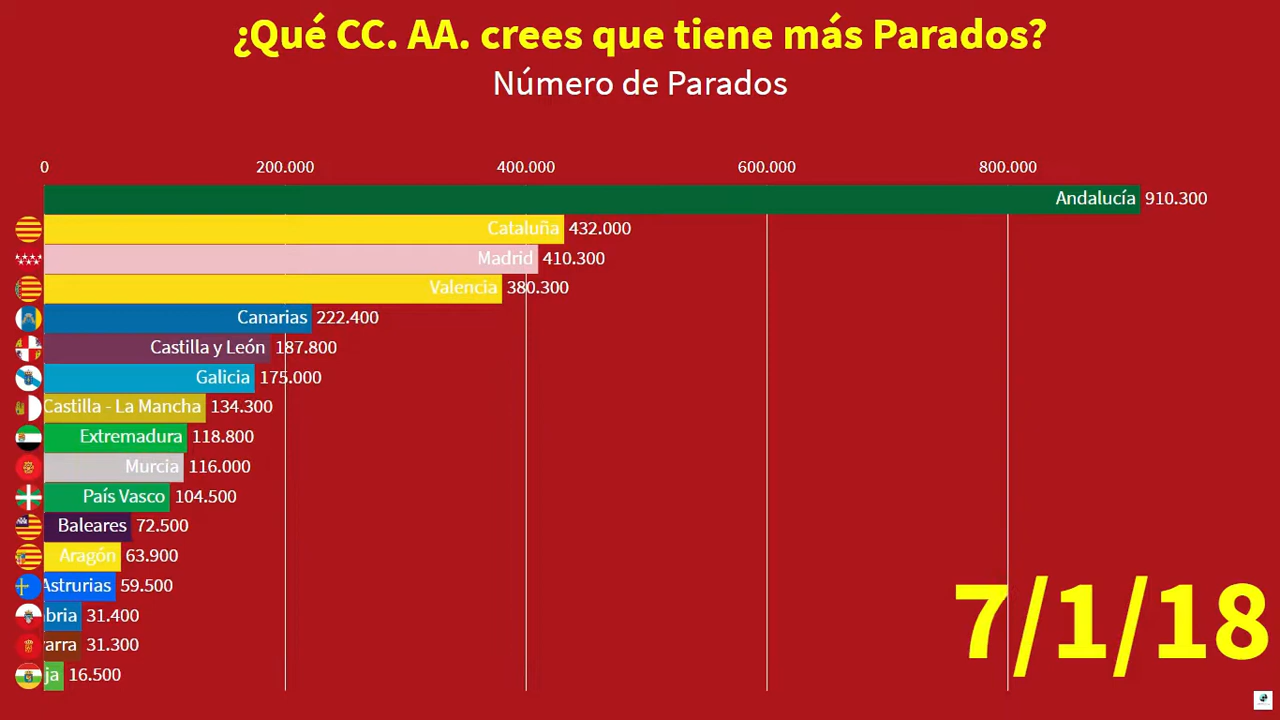 ¿Qué CC. AA. crees que tiene más Parados?
Número de Parados
0 200.000 400.000 600.000 800.000
Andalucía 910.300
Cataluña 432.000
Madrid 410.300
Valencia 380.300
Canarias 222.400
Castilla y León 187.800
Galicia 175.000
Castilla - La Mancha 134.300
Extremadura 118.800
Murcia 116.000
País Vasco 104.500
Baleares 72.500
Aragón 63.900
Astrurias 59.500
bria 31.400
arra 31.300
ja 16.500
7/1/18